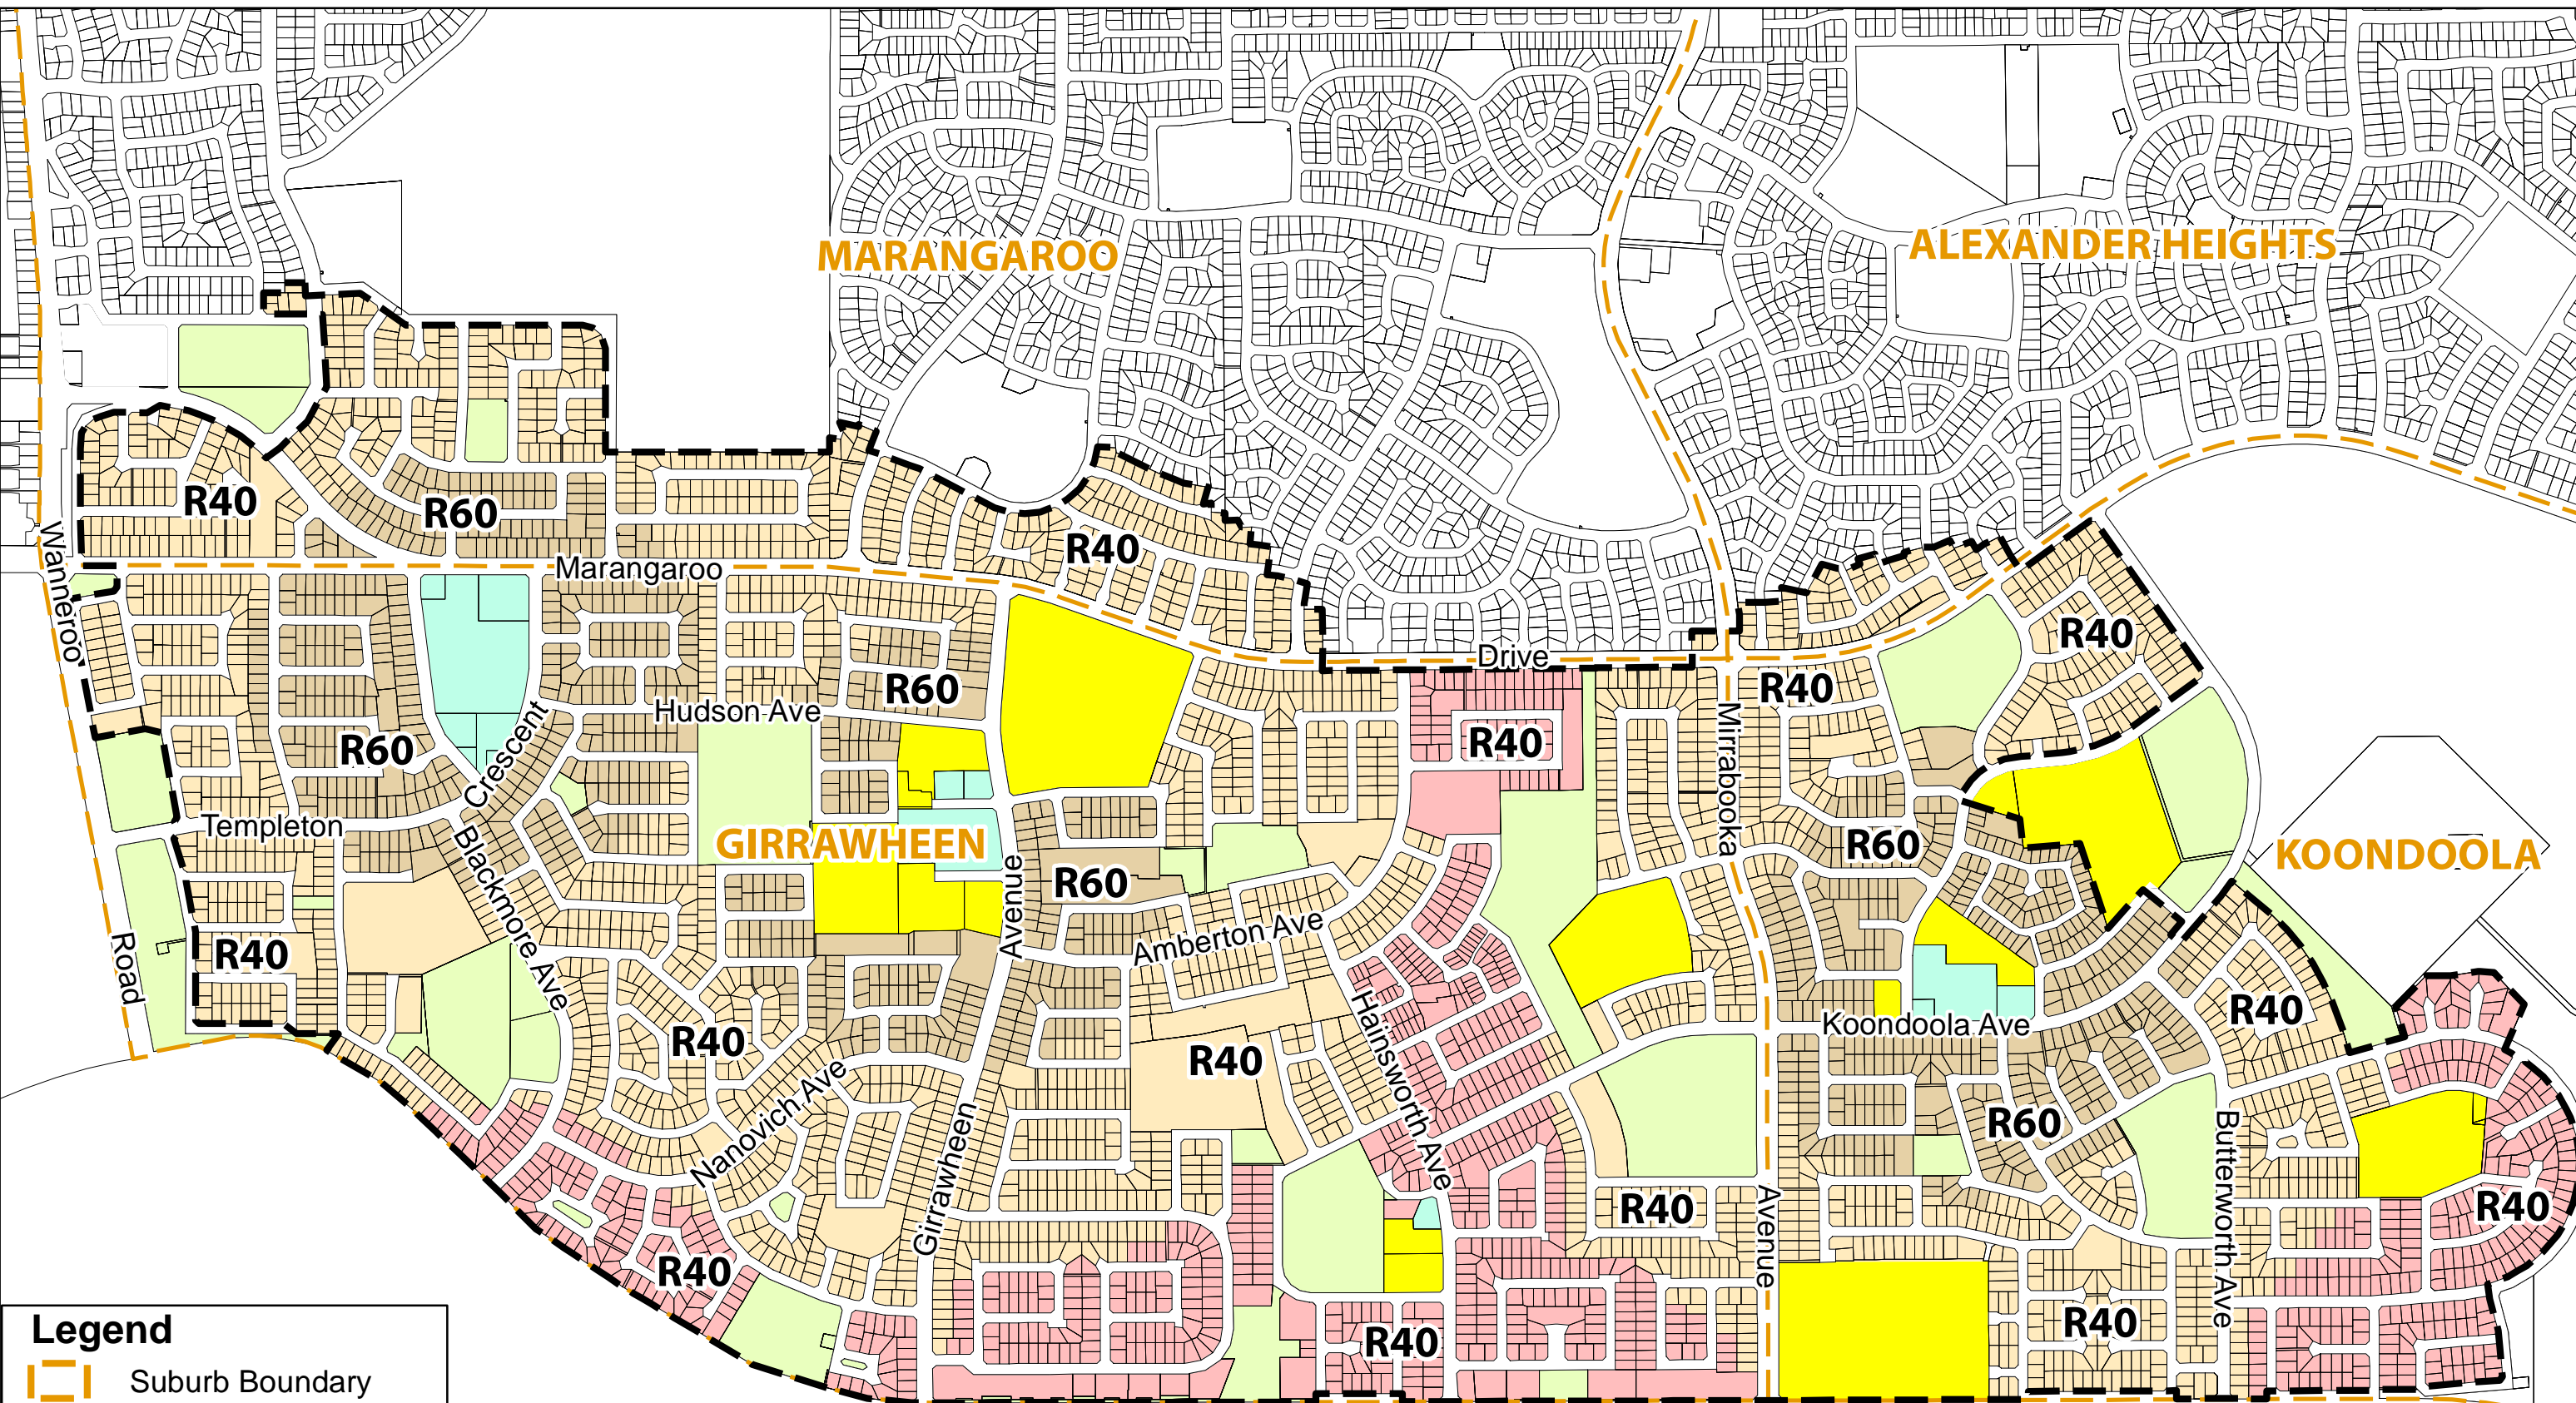 MARANGAROO
ALEXANDER HEIGHTS
R40
R60
Wanneroo
Marangaroo
R40
R40
Drive
R40
R60
Hudson Ave
R40
Mirrabooka
R60
Crescent
Templeton
GIRRAWHEEN
R60
KOONDOOLA
Blackmore Ave
R60
Avenue
Amberton Ave
R40
Road
R40
Koondoola Ave
R40
R40
Hainsworth Ave
Nanovich Ave
R60
Butterworth Ave
Girrawheen
R40
Avenue
R40
R40
R40
R40
Legend
Suburb Boundary